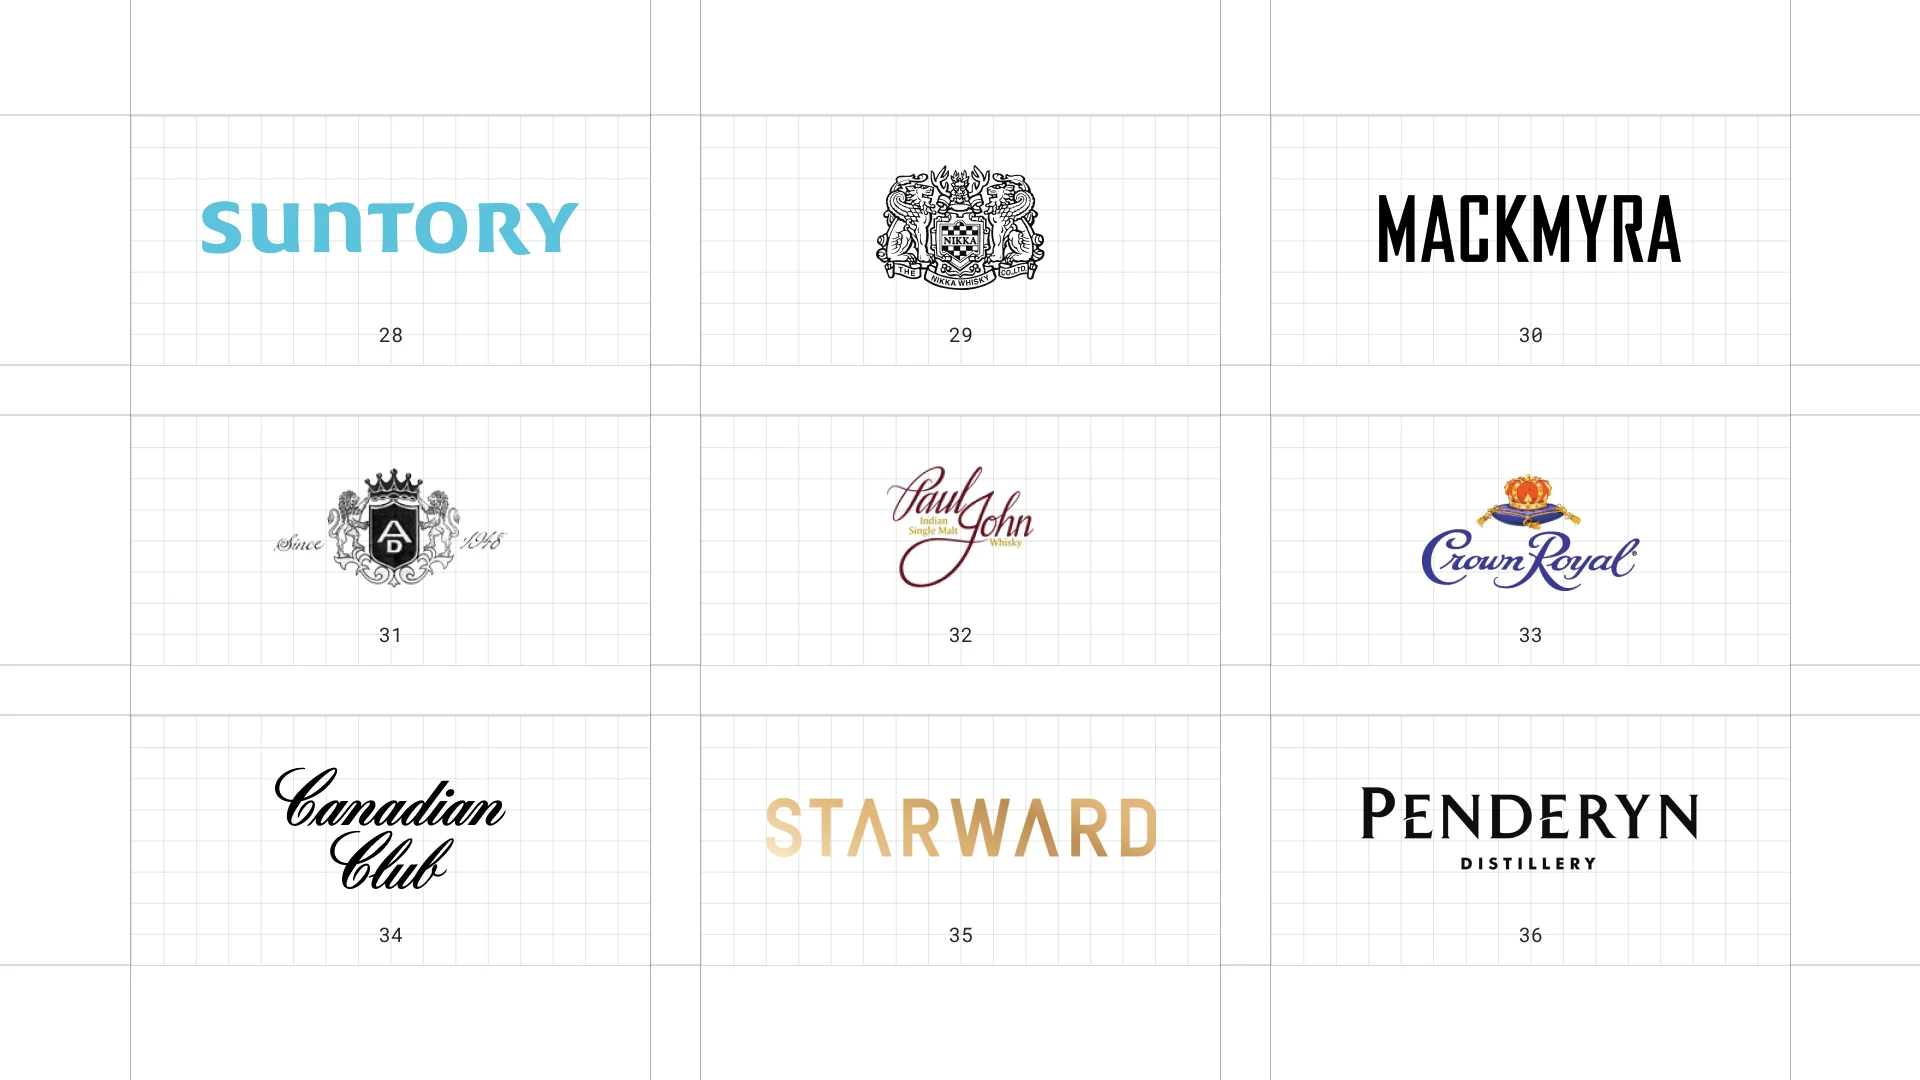 SUNTORY
28
NIKKA
THE NIKKA WHISKY CO.,LTD.
29
MACKMYRA
30
Since 1948
A
D
31
Paul John
Indian
Single Malt
Whisky
32
Crown Royal
33
Canadian
Club
34
STARWARD
35
PENDERYN
DISTILLERY
36